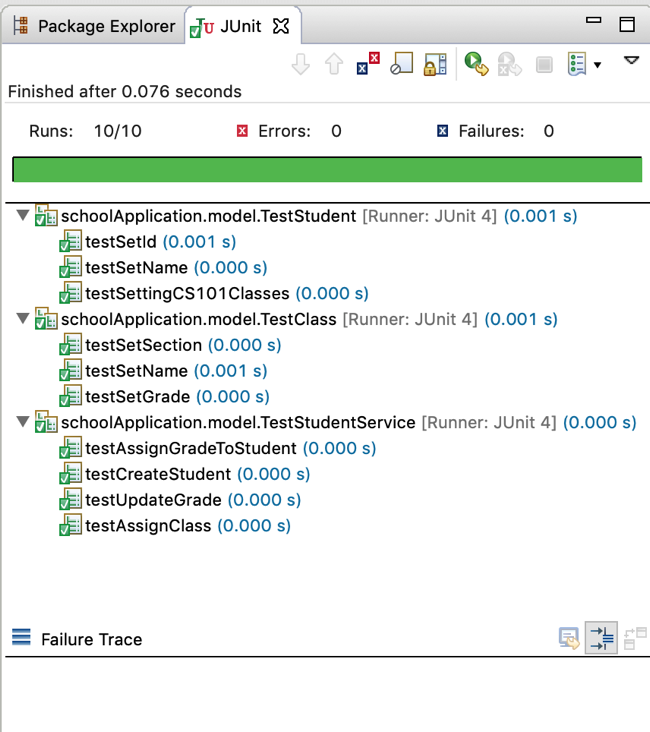 Package Explorer JUnit
Finished after 0.076 seconds
Runs: 10/10 Errors: 0 Failures: 0
schoolApplication.model.TestStudent [Runner: JUnit 4] (0.001 s)
testSetId (0.001 s)
testSetName (0.000 s)
testSettingCS101Classes (0.000 s)
schoolApplication.model.TestClass [Runner: JUnit 4] (0.001 s)
testSetSection (0.000 s)
testSetName (0.001 s)
testSetGrade (0.000 s)
schoolApplication.model.TestStudentService [Runner: JUnit 4] (0.000 s)
testAssignGradeToStudent (0.000 s)
testCreateStudent (0.000 s)
testUpdateGrade (0.000 s)
testAssignClass (0.000 s)
Failure Trace